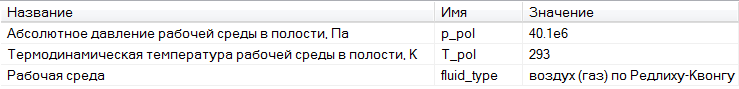 Название Имя Значение
Абсолютное давление рабочей среды в полости, Па p_pol 40.1e6
Термодинамическая температура рабочей среды в полости, К T_pol 293
Рабочая среда fluid_type воздух (газ) по Редлиху-Квонгу